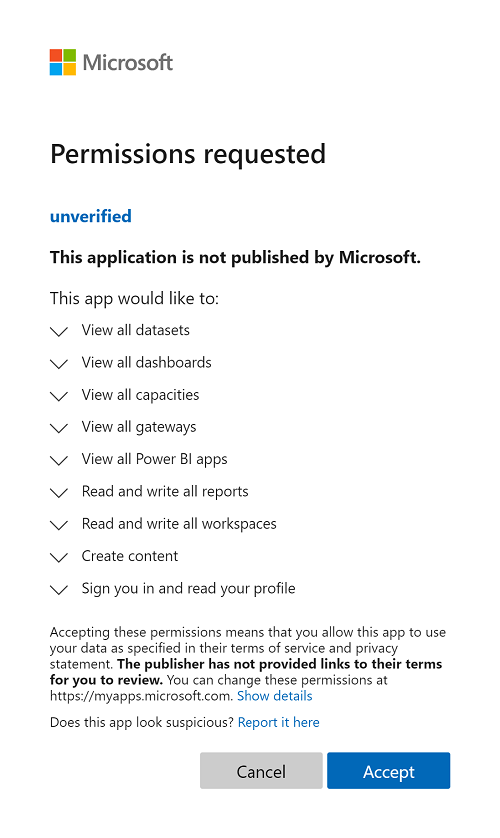 Microsoft
Permissions requested
unverified
This application is not published by Microsoft.
This app would like to:
View all datasets
View all dashboards
View all capacities
View all gateways
View all Power BI apps
Read and write all reports
Read and write all workspaces
Create content
Sign you in and read your profile
Accepting these permissions means that you allow this app to use
your data as specified in their terms of service and privacy
statement. The publisher has not provided links to their terms
for you to review. You can change these permissions at
https://myapps.microsoft.com. Show details
Does this app look suspicious? Report it here
Cancel
Accept